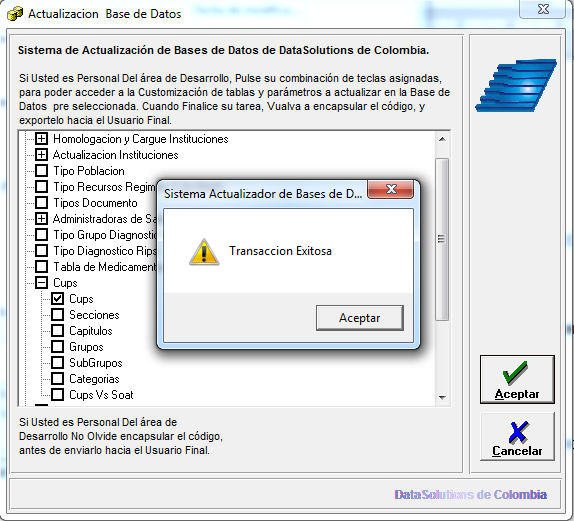 Actualizacion Base de Datos
Sistema de Actualización de Bases de Datos de DataSolutions de Colombia.
Si Usted es Personal Del área de Desarrollo, Pulse su combinación de teclas asignadas,
para poder acceder a la Customización de tablas y parámetros a actualizar en la Base de
Datos pre seleccionada. Cuando Finalice su tarea, Vualva a encapsular el código, y
exportelo hacia el Usuario Final.
Homologacion y Cargue Instituciones
Actualizacion Instituciones
Tipo Poblacion
Tipo Recursos Regim
Tipos Documento
Administradoras de Sa
Tipo Grupo Diagnostic
Tipo Diagnostico Rips
Tabla de Medicament
Cups
Cups
Secciones
Capitulos
Grupos
SubGrupos
Categorias
Cups Vs Soat
Sistema Actualizador de Bases de D...
Transaccion Exitosa
Aceptar
Aceptar
Cancelar
Si Usted es Personal Del área de
Desarrollo No Olvide encapsular el código,
antes de enviarlo hacia el Usuario Final.
DataSolutions de Colombia